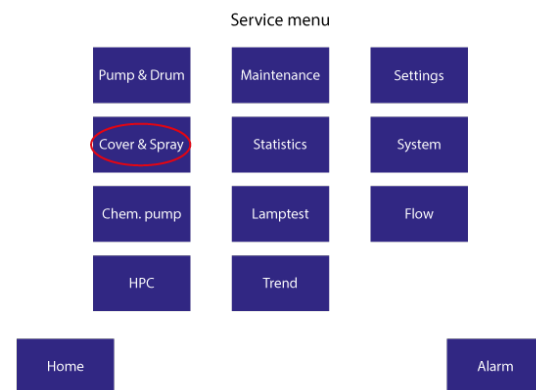 Service menu
Pump & Drum
Maintenance
Settings
Cover & Spray
Statistics
System
Chem. pump
Lamptest
Flow
HPC
Trend
Home
Alarm